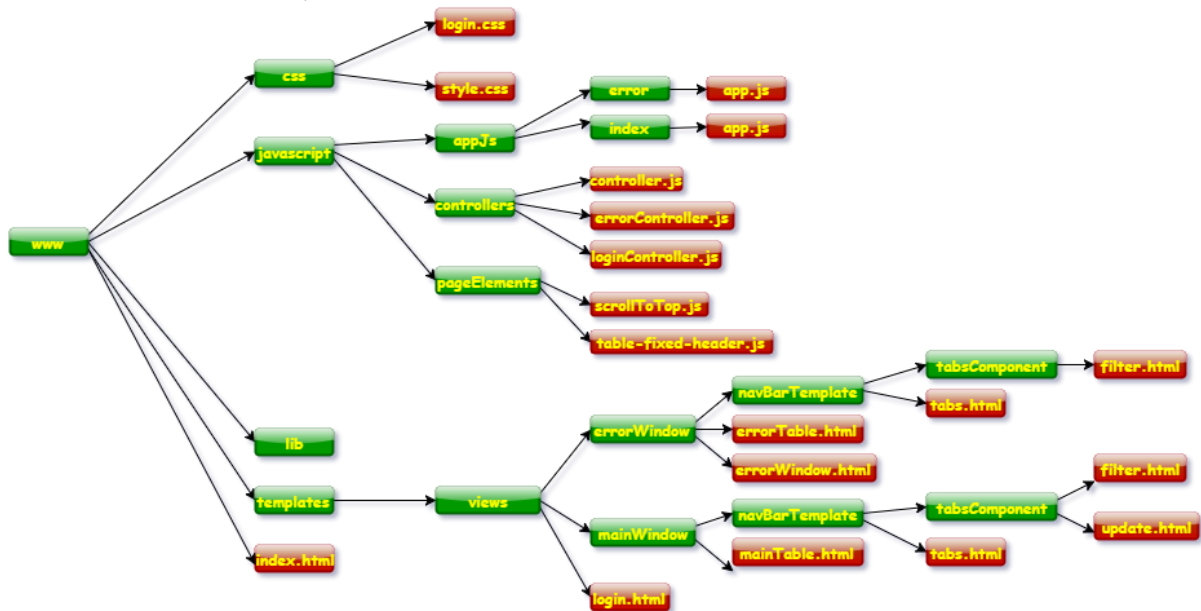 login.css
css
style.css
error
app.js
appJs
index
app.js
javascript
controller.js
controllers
errorController.js
www
loginController.js
pageElements
scrollToTop.js
table-fixed-header.js
tabsComponent
filter.html
navBarTemplate
tabs.html
errorWindow
errorTable.html
lib
errorWindow.html
filter.html
templates
views
navBarTemplate
tabsComponent
mainWindow
update.html
index.html
mainTable.html
tabs.html
login.html